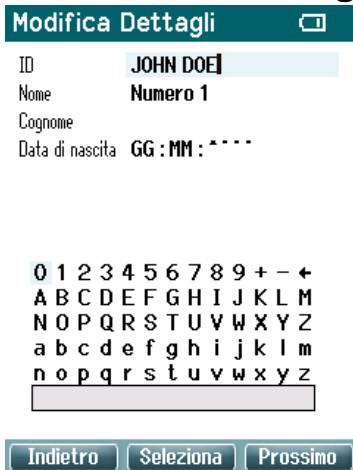 Modifica Dettagli
ID JOHN DOE
Nome Numero 1
Cognome
Data di nascita GG : MM : ----
0 1 2 3 4 5 6 7 8 9 + - ←
A B C D E F G H I J K L M
N O P Q R S T U V W X Y Z
a b c d e f g h i j k l m
n o p q r s t u v w x y z
Indietro Seleziona Prossimo